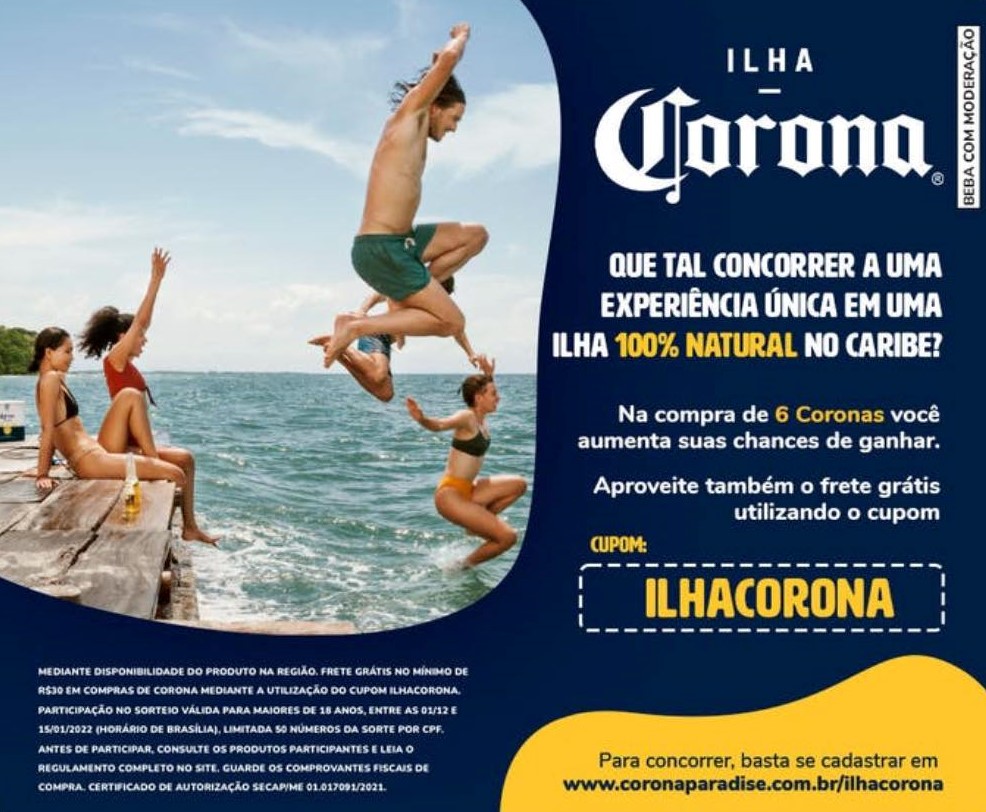 ILHA
Corona®
BEBA COM MODERAÇÃO
QUE TAL CONCORRER A UMA
EXPERIÊNCIA ÚNICA EM UMA
ILHA 100% NATURAL NO CARIBE?
Na compra de 6 Coronas você
aumenta suas chances de ganhar.
Aproveite também o frete grátis
utilizando o cupom
CUPOM:
ILHACORONA
MEDIANTE DISPONIBILIDADE DO PRODUTO NA REGIÃO. FRETE GRÁTIS NO MÍNIMO DE
R$30 EM COMPRAS DE CORONA MEDIANTE A UTILIZAÇÃO DO CUPOM ILHACORONA.
PARTICIPAÇÃO NO SORTEIO VÁLIDA PARA MAIORES DE 18 ANOS, ENTRE AS 01/12 E
15/01/2022 (HORÁRIO DE BRASÍLIA), LIMITADA 50 NÚMEROS DA SORTE POR CPF.
ANTES DE PARTICIPAR, CONSULTE OS PRODUTOS PARTICIPANTES E LEIA O
REGULAMENTO COMPLETO NO SITE. GUARDE OS COMPROVANTES FISCAIS DE
COMPRA. CERTIFICADO DE AUTORIZAÇÃO SECAP/ME 01.017091/2021.
Para concorrer, basta se cadastrar em
www.coronaparadise.com.br/ilhacorona